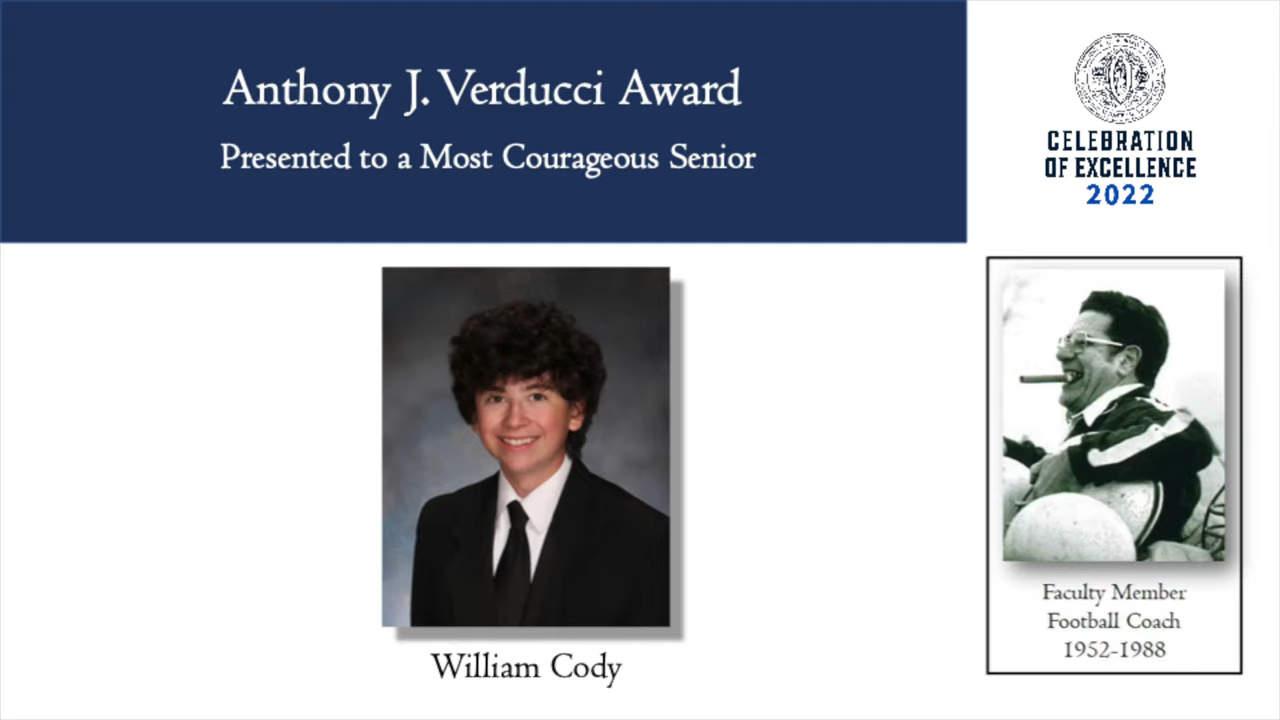 Anthony J. Verducci Award
Presented to a Most Courageous Senior
CELEBRATION
OF EXCELLENCE
2022
William Cody
Faculty Member
Football Coach
1952-1988